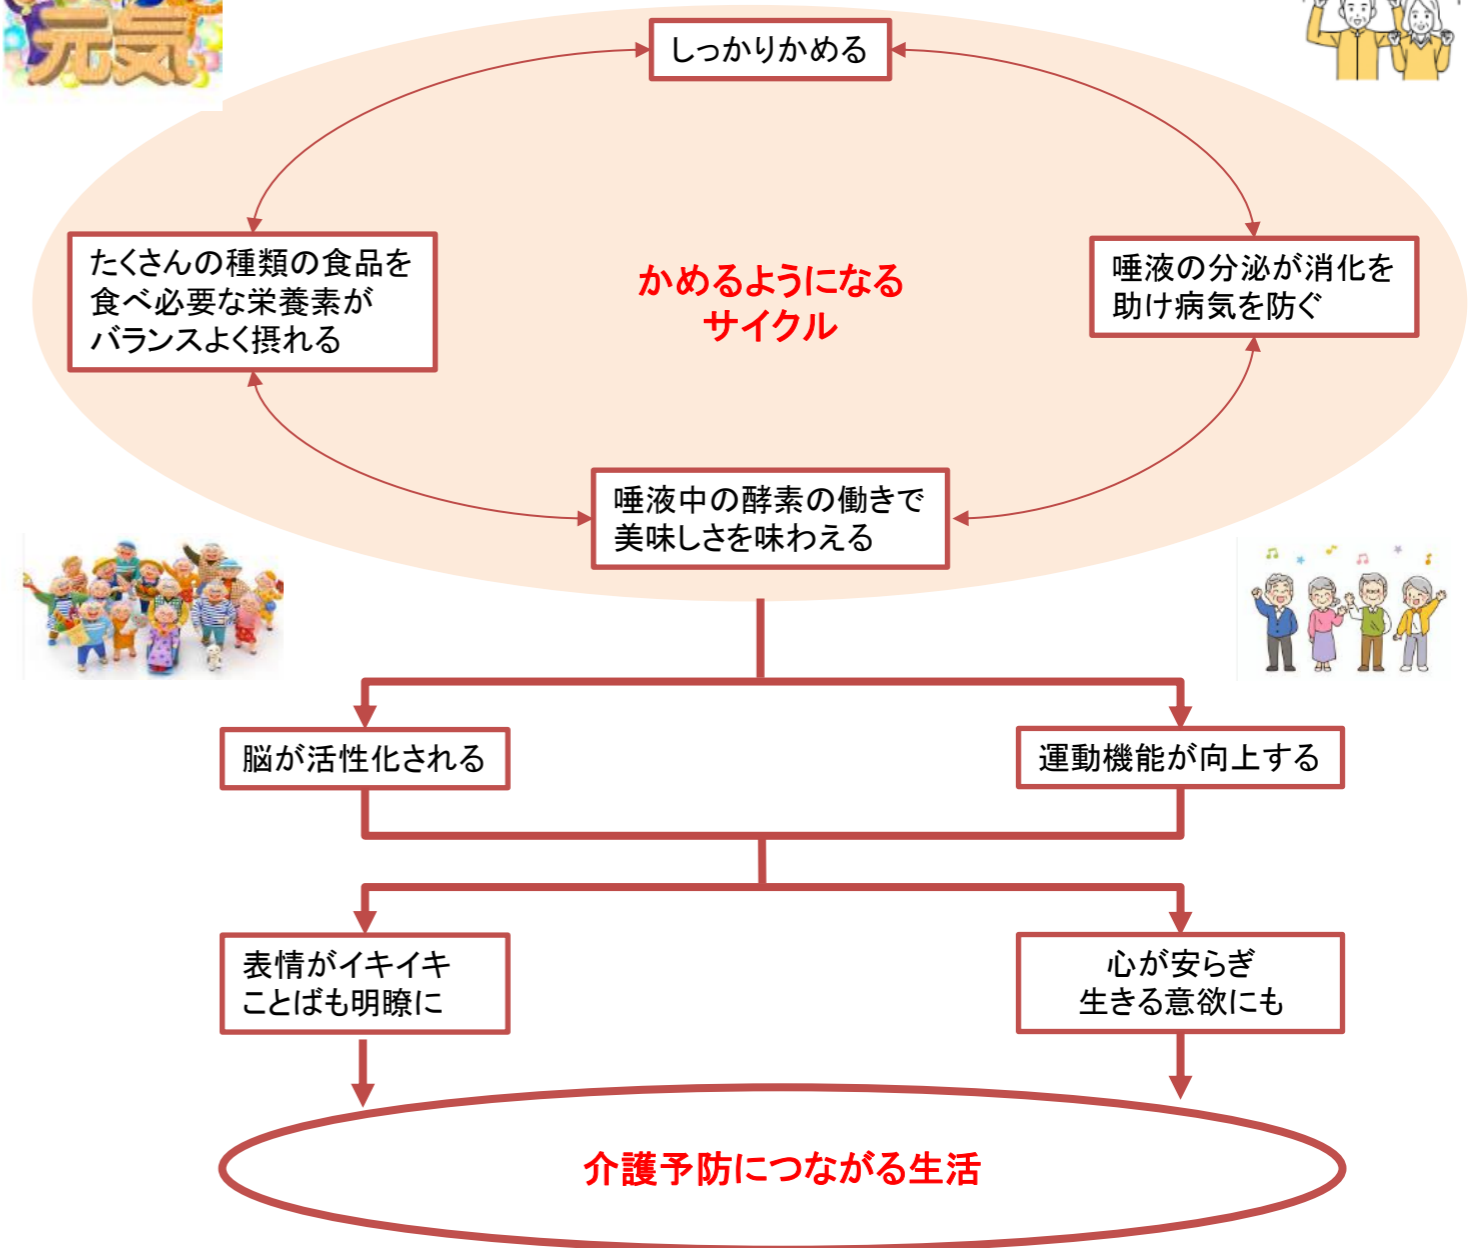 元気
しっかりかめる
たくさんの種類の食品を
食べ必要な栄養素が
バランスよく摂れる
かめるようになる
サイクル
唾液の分泌が消化を
助け病気を防ぐ
唾液中の酵素の働きで
美味しさを味わえる
脳が活性化される
運動機能が向上する
表情がイキイキ
ことばも明瞭に
心が安らぎ
生きる意欲にも
介護予防につながる生活